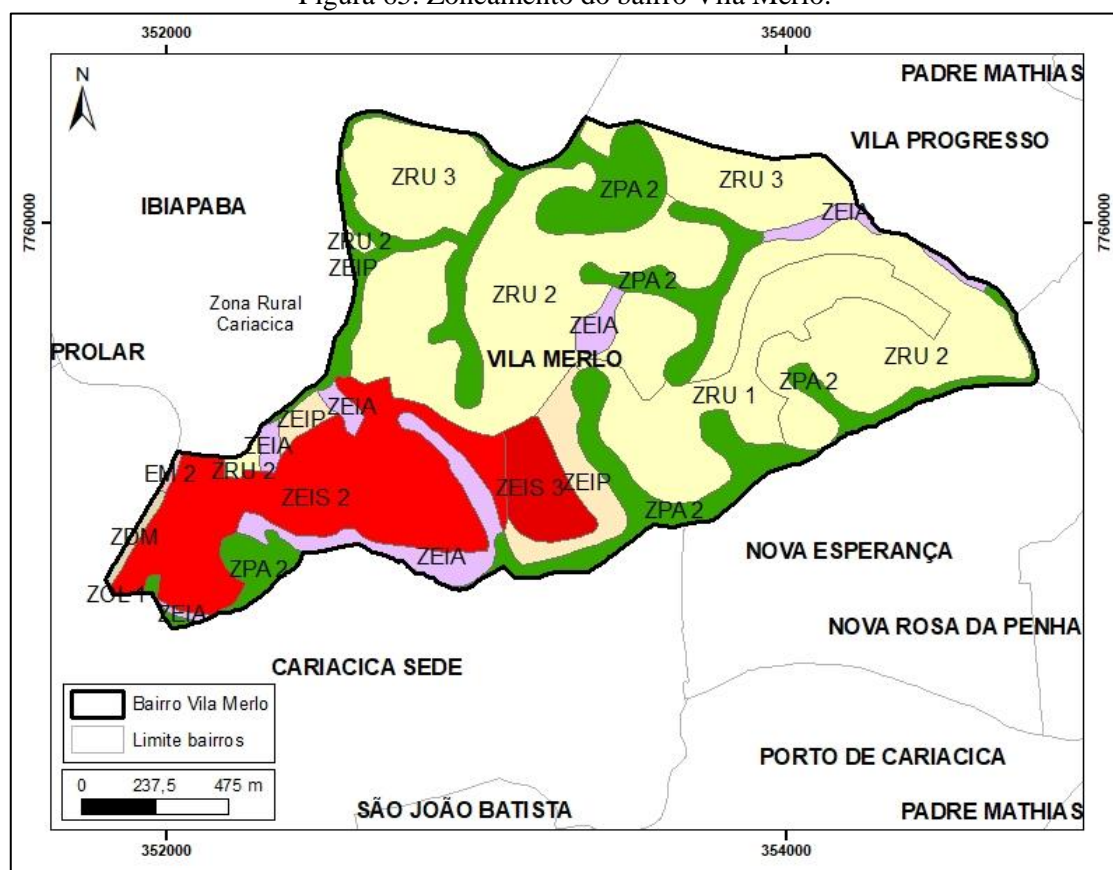 Figura 83: Zoneamento do bairro Vila Merlo.
352000
354000
N
PADRE MATHIAS
VILA PROGRESSO
ZRU 3
ZPA 2
ZRU 3
IBIAPABA
7760000
7760000
ZEIA
ZRU 2
ZEIP
ZPA 2
ZRU 2
Zona Rural
Cariacica
ZEIA
PROLAR
VILA MERLO
ZRU 2
ZPA 2
ZRU 1
ZEIA
ZEIP
ZEIA
EM 2
ZRU 2
ZEIS 3
ZEIP
ZEIS 2
ZPA 2
ZDM
ZEIA
NOVA ESPERANÇA
ZPA 2
ZOL 1
ZEIA
NOVA ROSA DA PENHA
CARIACICA SEDE
Bairro Vila Merlo
Limite bairros
PORTO DE CARIACICA
0 237,5 475 m
SÃO JOÃO BATISTA
PADRE MATHIAS
352000
354000